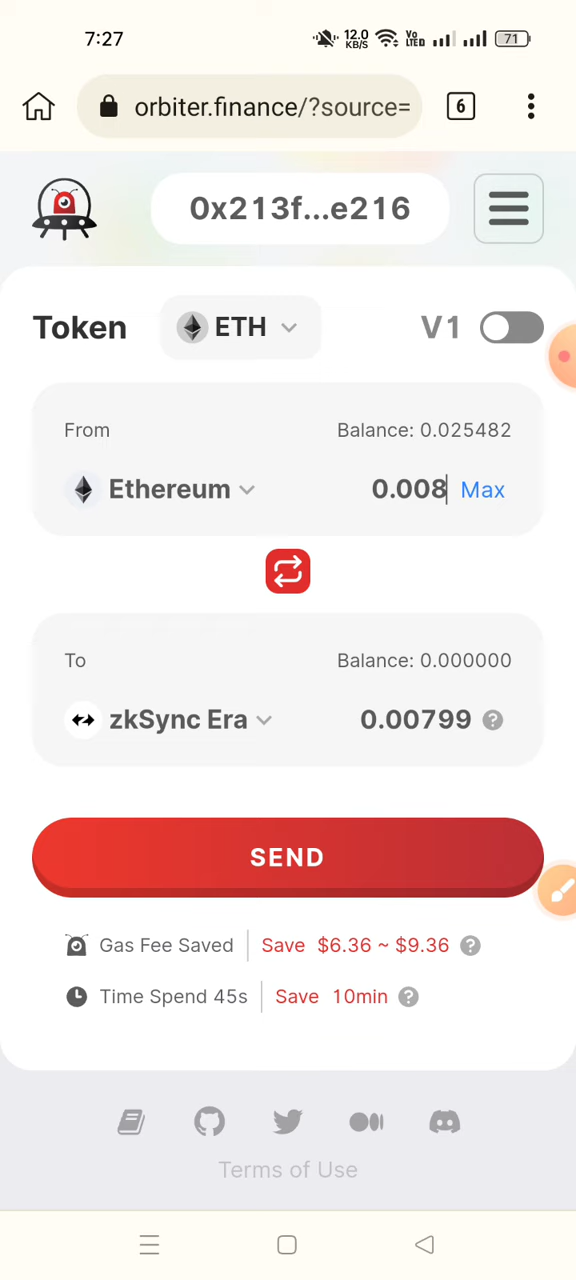 7:27
12.0
KB/S
Vo
LTED
71
orbiter.finance/?source=
6
0x213f...e216
Token
ETH
V1
From
Balance: 0.025482
Ethereum
0.008
Max
To
Balance: 0.000000
zkSync Era
0.00799
?
SEND
Gas Fee Saved
Save $6.36 ~ $9.36
?
Time Spend 45s
Save 10min
?
Terms of Use